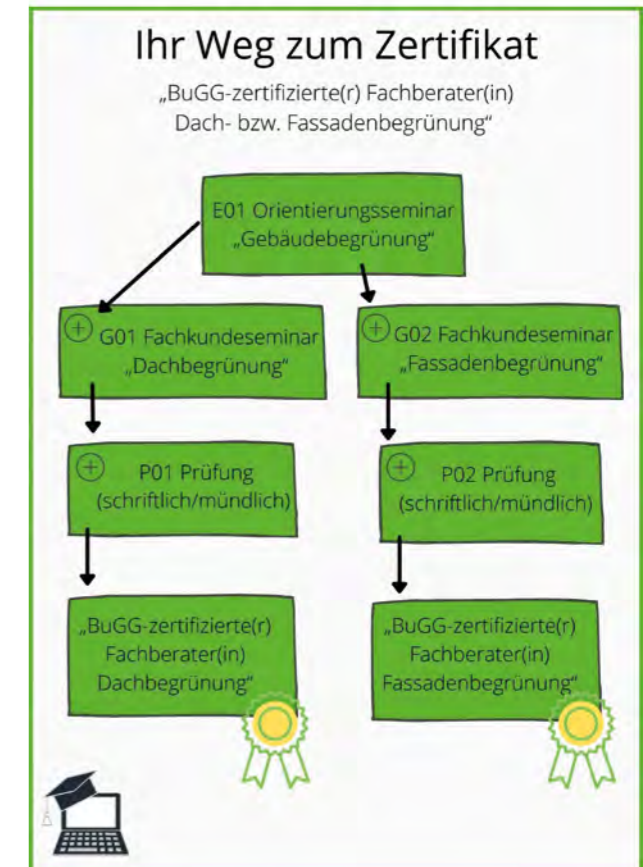 Ihr Weg zum Zertifikat
„BuGG-zertifizierte(r) Fachberater(in)
Dach- bzw. Fassadenbegrünung“
E01 Orientierungsseminar
„Gebäudebegrünung“
G01 Fachkundeseminar
„Dachbegrünung“
G02 Fachkundeseminar
„Fassadenbegrünung“
P01 Prüfung
(schriftlich/mündlich)
P02 Prüfung
(schriftlich/mündlich)
„BuGG-zertifizierte(r)
Fachberater(in)
Dachbegrünung“
„BuGG-zertifizierte(r)
Fachberater(in)
Fassadenbegrünung“